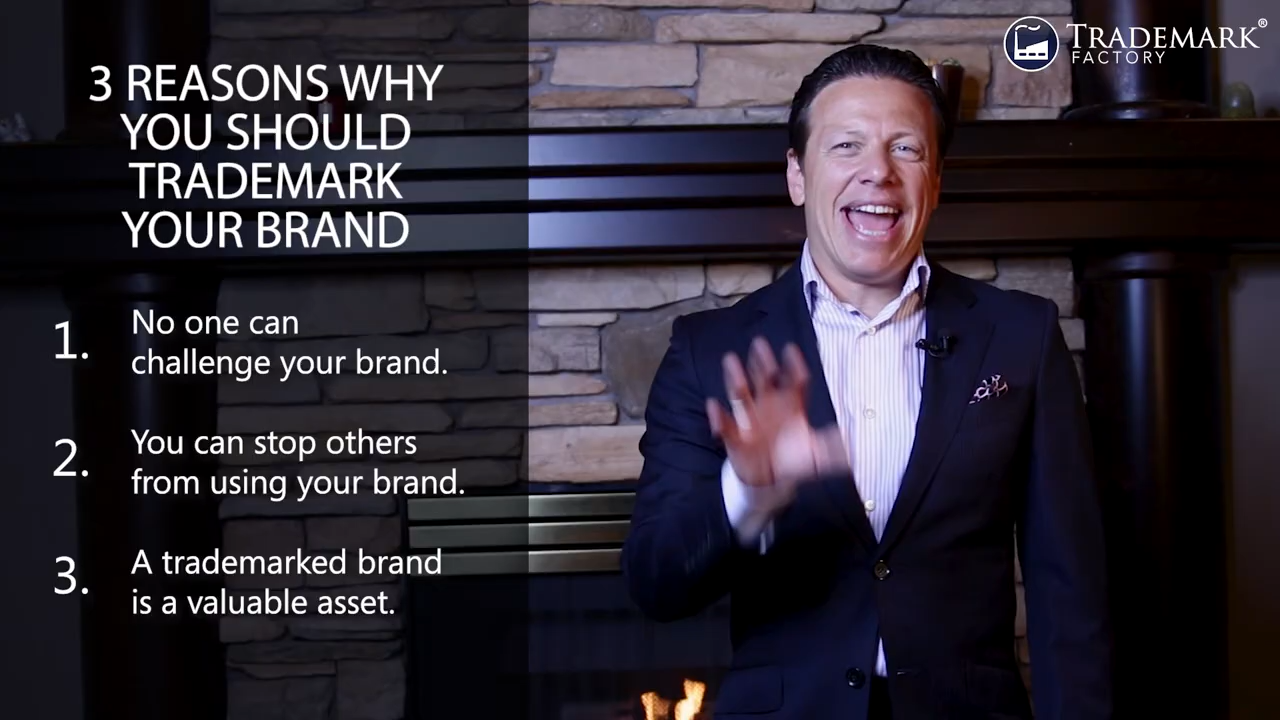 3 REASONS WHY
YOU SHOULD
TRADEMARK
YOUR BRAND
1. No one can
challenge your brand.
2. You can stop others
from using your brand.
3. A trademarked brand
is a valuable asset.
TRADEMARK®
FACTORY